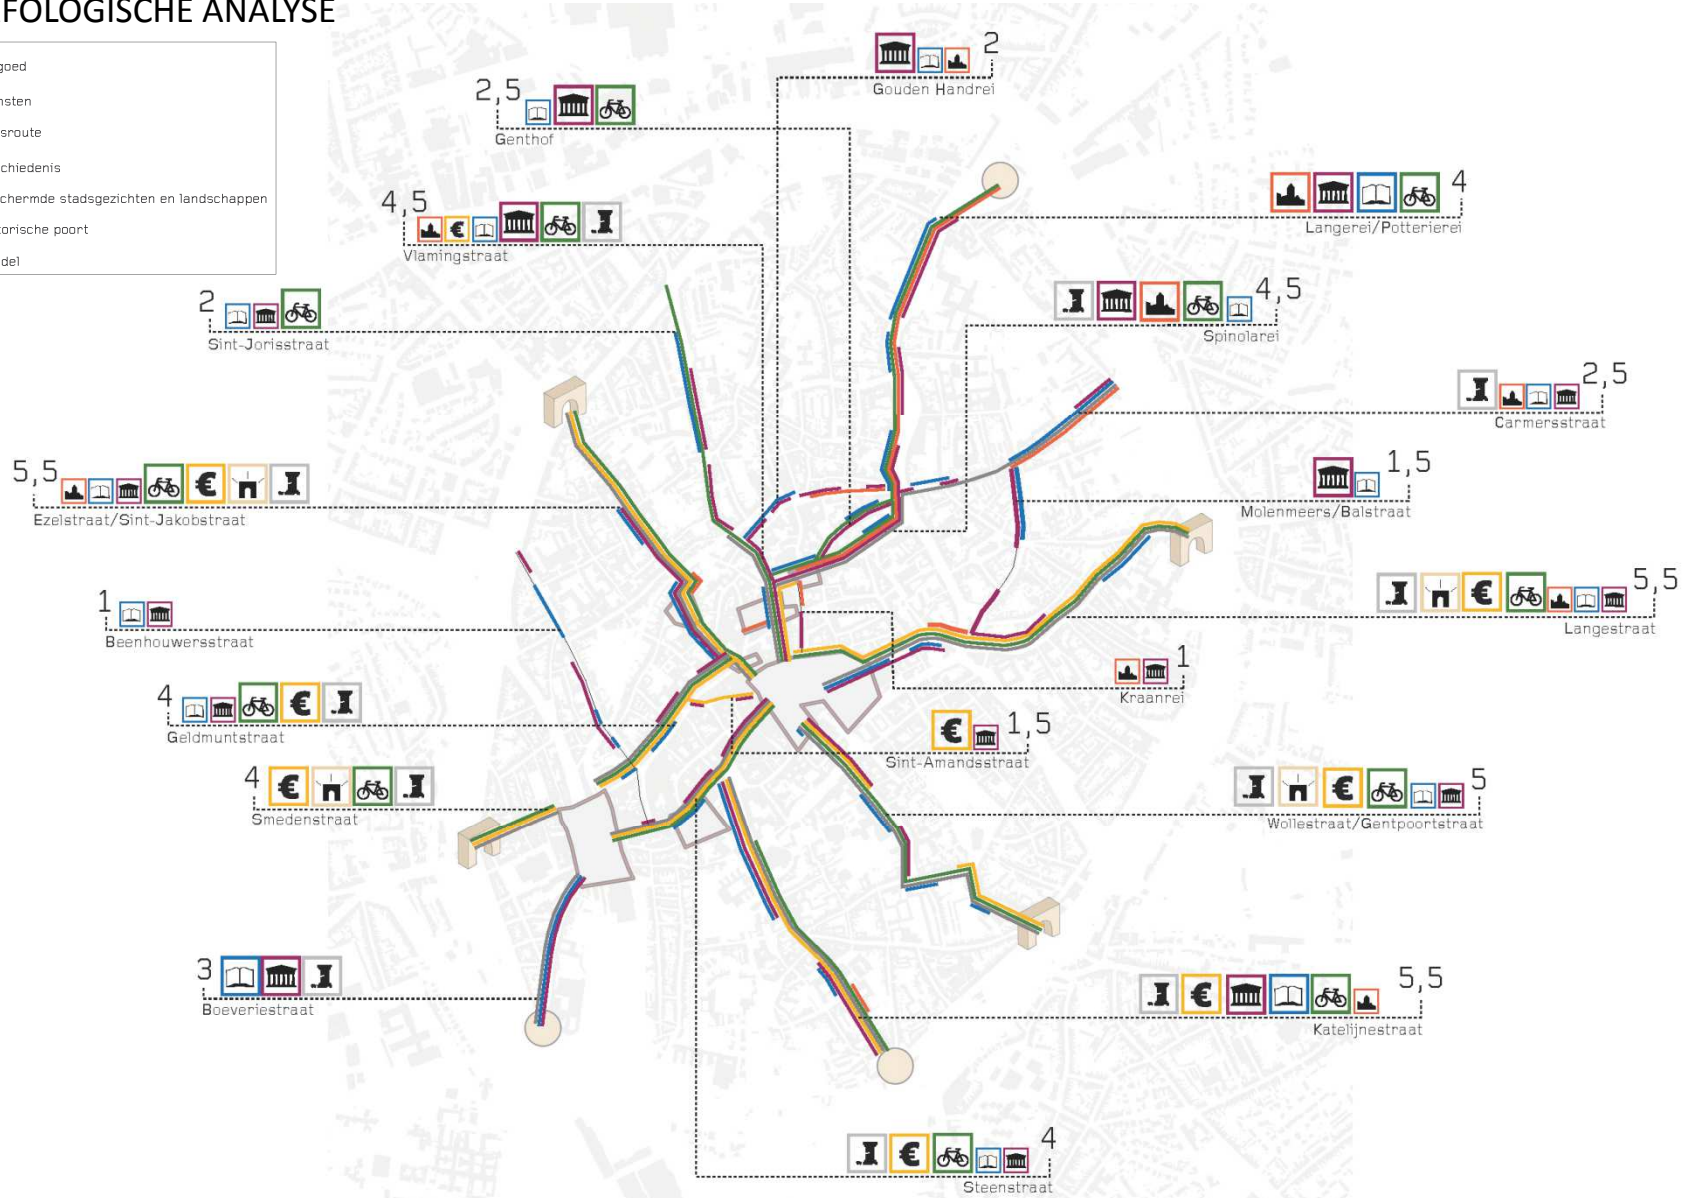 FOLOGISCHE ANALYSE
goed
nsten
sroute
chiedenis
chermde stadsgezichten en landschappen
torische poort
del
2
Gouden Handrei
2,5
Genthof
4
Langerei/Potterierei
4,5
Vlamingstraat
4,5
Spinolarei
2
Sint-Jorisstraat
2,5
Carmersstraat
5,5
Ezelstraat/Sint-Jakobstraat
1,5
Molenmeers/Balstraat
5,5
Langestraat
1
Beenhouwersstraat
1
Kraanrei
4
Geldmuntstraat
1,5
Sint-Amandsstraat
4
Smedenstraat
5
Wollestraat/Gentpoortstraat
3
Boeveriestraat
5,5
Katelijnestraat
4
Steenstraat